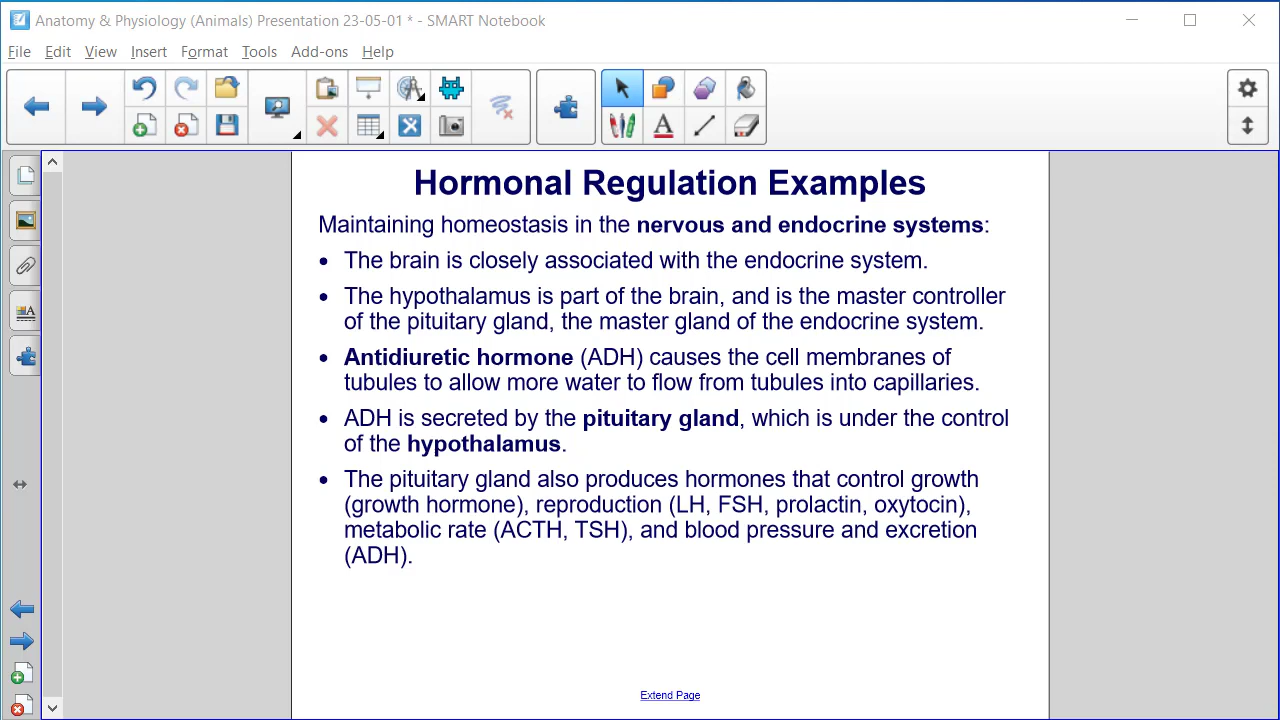 Anatomy & Physiology (Animals) Presentation 23-05-01 * - SMART Notebook
File Edit View Insert Format Tools Add-ons Help
Hormonal Regulation Examples
Maintaining homeostasis in the nervous and endocrine systems:
• The brain is closely associated with the endocrine system.
• The hypothalamus is part of the brain, and is the master controller
of the pituitary gland, the master gland of the endocrine system.
• Antidiuretic hormone (ADH) causes the cell membranes of
tubules to allow more water to flow from tubules into capillaries.
• ADH is secreted by the pituitary gland, which is under the control
of the hypothalamus.
• The pituitary gland also produces hormones that control growth
(growth hormone), reproduction (LH, FSH, prolactin, oxytocin),
metabolic rate (ACTH, TSH), and blood pressure and excretion
(ADH).
Extend Page